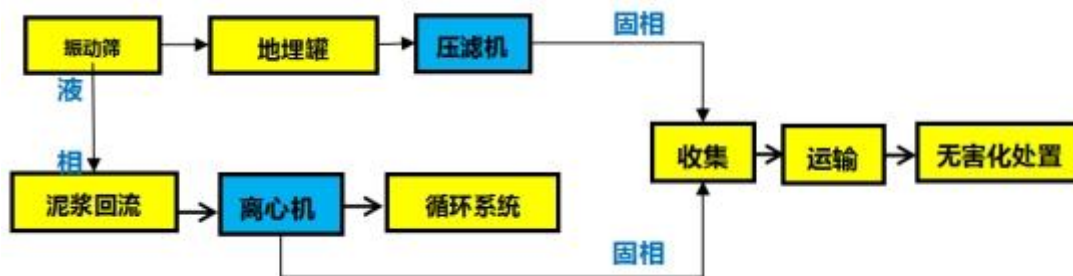 固相
振动筛
地埋罐
压滤机
液
相
收集
运输
无害化处置
泥浆回流
离心机
循环系统
固相